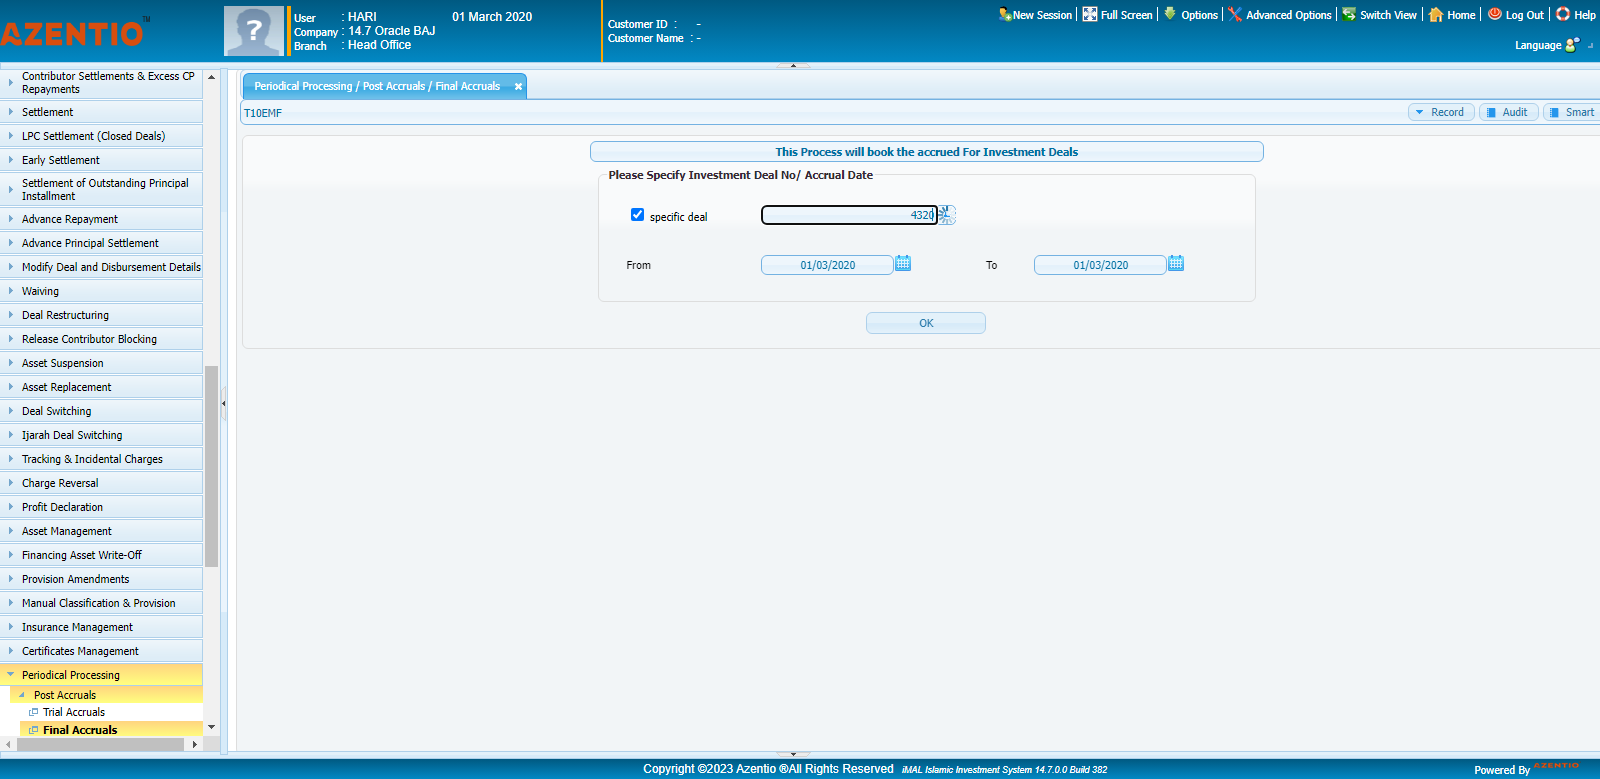 AZENTIO TM
User : HARI 01 March 2020
Company : 14.7 Oracle BAJ
Branch : Head Office
Customer ID : -
Customer Name : -
New Session Full Screen Options Advanced Options Switch View Home Log Out Help
Language
Contributor Settlements & Excess CP
Repayments
Settlement
LPC Settlement (Closed Deals)
Early Settlement
Settlement of Outstanding Principal
Installment
Advance Repayment
Advance Principal Settlement
Modify Deal and Disbursement Details
Waiving
Deal Restructuring
Release Contributor Blocking
Asset Suspension
Asset Replacement
Deal Switching
Ijarah Deal Switching
Tracking & Incidental Charges
Charge Reversal
Profit Declaration
Asset Management
Financing Asset Write-Off
Provision Amendments
Manual Classification & Provision
Insurance Management
Certificates Management
Periodical Processing
Post Accruals
Trial Accruals
Final Accruals
Periodical Processing / Post Accruals / Final Accruals
T10EMF
Record Audit Smart
This Process will book the accrued For Investment Deals
Please Specify Investment Deal No/ Accrual Date
specific deal 4320
From 01/03/2020 To 01/03/2020
OK
Copyright ©2023 Azentio ®All Rights Reserved iMAL Islamic Investment System 14.7.0.0 Build 382
Powered By AZENTIO